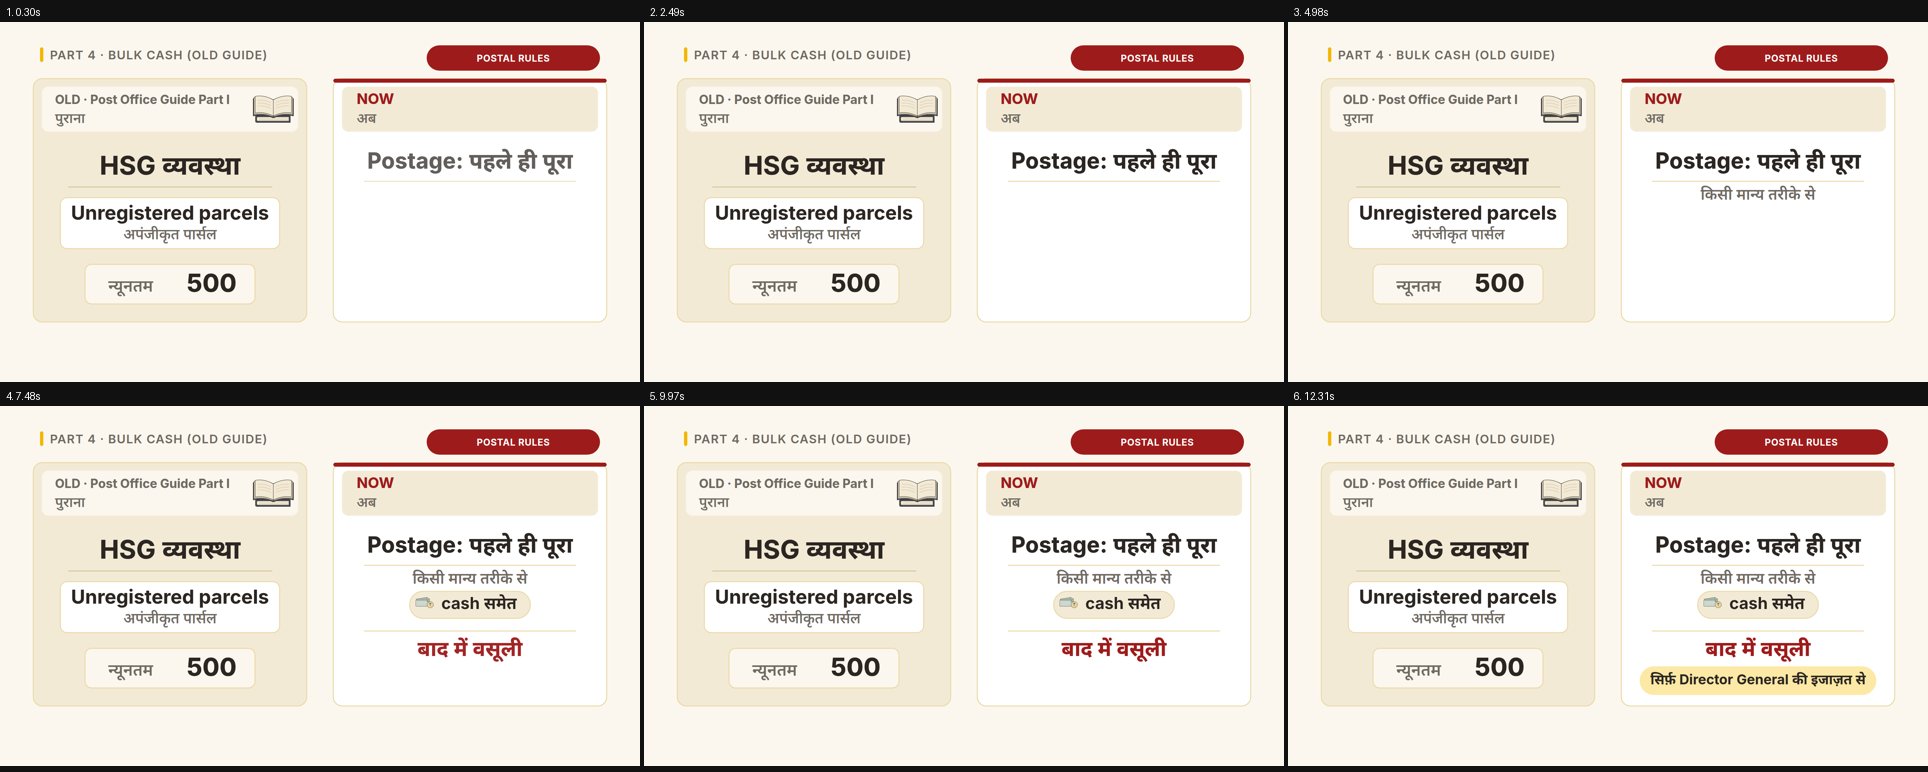 1. 0.30s
PART 4 · BULK CASH (OLD GUIDE)
POSTAL RULES
OLD · Post Office Guide Part I
पुराना
HSG व्यवस्था
Unregistered parcels
अपंजीकृत पार्सल
न्यूनतम 500
NOW
अब
Postage: पहले ही पूरा
2. 2.49s
PART 4 · BULK CASH (OLD GUIDE)
POSTAL RULES
OLD · Post Office Guide Part I
पुराना
HSG व्यवस्था
Unregistered parcels
अपंजीकृत पार्सल
न्यूनतम 500
NOW
अब
Postage: पहले ही पूरा
3. 4.98s
PART 4 · BULK CASH (OLD GUIDE)
POSTAL RULES
OLD · Post Office Guide Part I
पुराना
HSG व्यवस्था
Unregistered parcels
अपंजीकृत पार्सल
न्यूनतम 500
NOW
अब
Postage: पहले ही पूरा
किसी मान्य तरीके से
4. 7.48s
PART 4 · BULK CASH (OLD GUIDE)
POSTAL RULES
OLD · Post Office Guide Part I
पुराना
HSG व्यवस्था
Unregistered parcels
अपंजीकृत पार्सल
न्यूनतम 500
NOW
अब
Postage: पहले ही पूरा
किसी मान्य तरीके से
cash समेत
बाद में वसूली
5. 9.97s
PART 4 · BULK CASH (OLD GUIDE)
POSTAL RULES
OLD · Post Office Guide Part I
पुराना
HSG व्यवस्था
Unregistered parcels
अपंजीकृत पार्सल
न्यूनतम 500
NOW
अब
Postage: पहले ही पूरा
किसी मान्य तरीके से
cash समेत
बाद में वसूली
6. 12.31s
PART 4 · BULK CASH (OLD GUIDE)
POSTAL RULES
OLD · Post Office Guide Part I
पुराना
HSG व्यवस्था
Unregistered parcels
अपंजीकृत पार्सल
न्यूनतम 500
NOW
अब
Postage: पहले ही पूरा
किसी मान्य तरीके से
cash समेत
बाद में वसूली
सिर्फ़ Director General की इजाज़त से